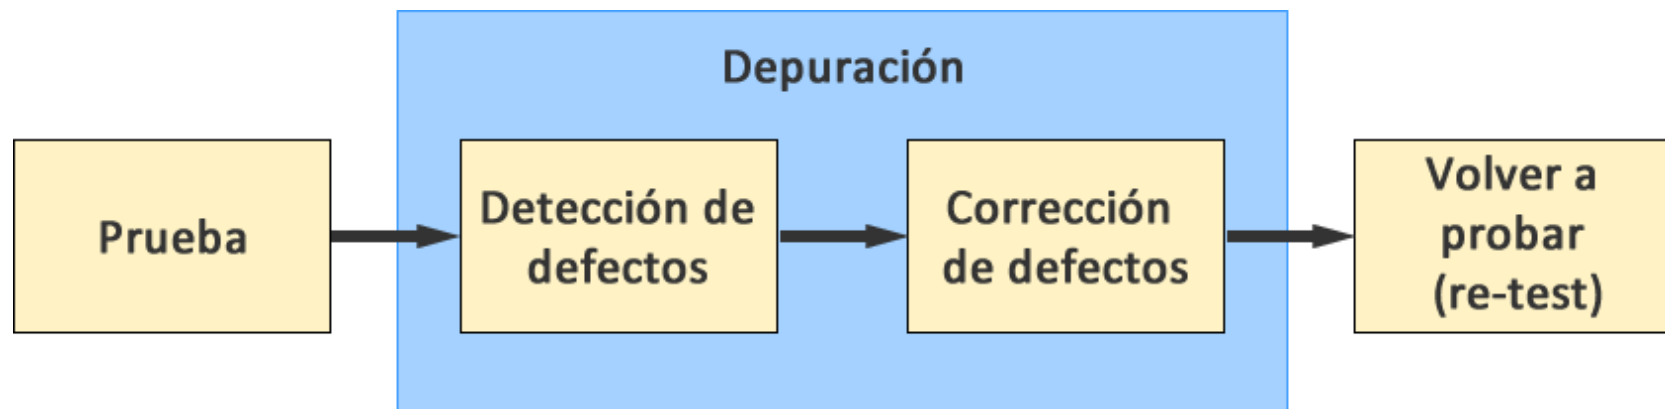 Depuración
Prueba
Detección de
defectos
Corrección
de defectos
Volver a
probar
(re-test)